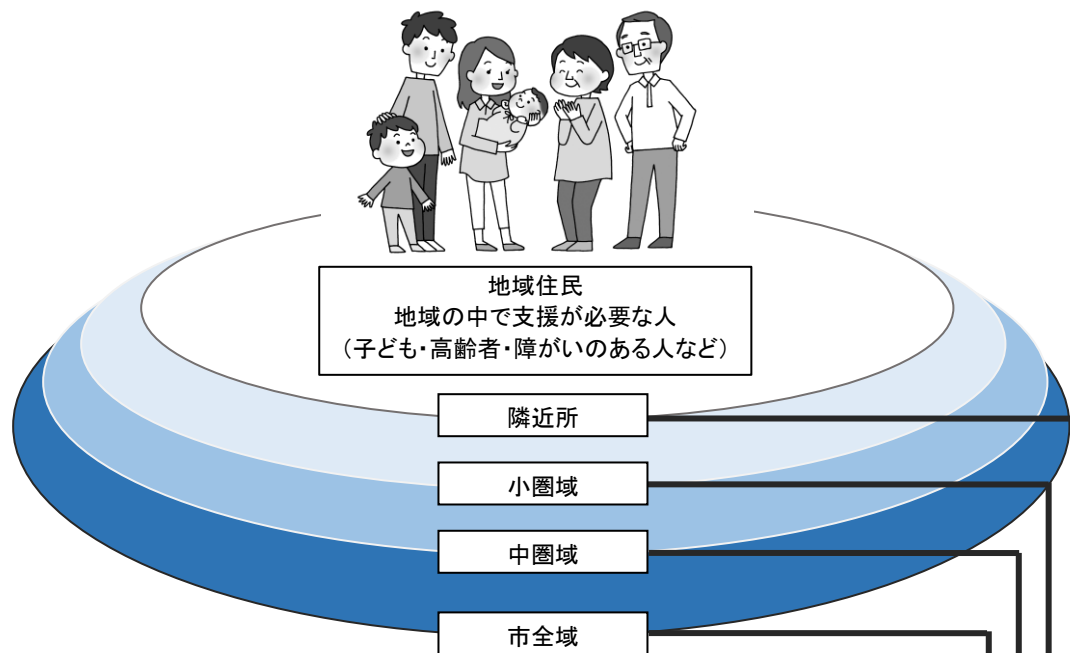 地域住民
地域の中で支援が必要な人
（子ども・高齢者・障がいのある人など）
隣近所
小圏域
中圏域
市全域